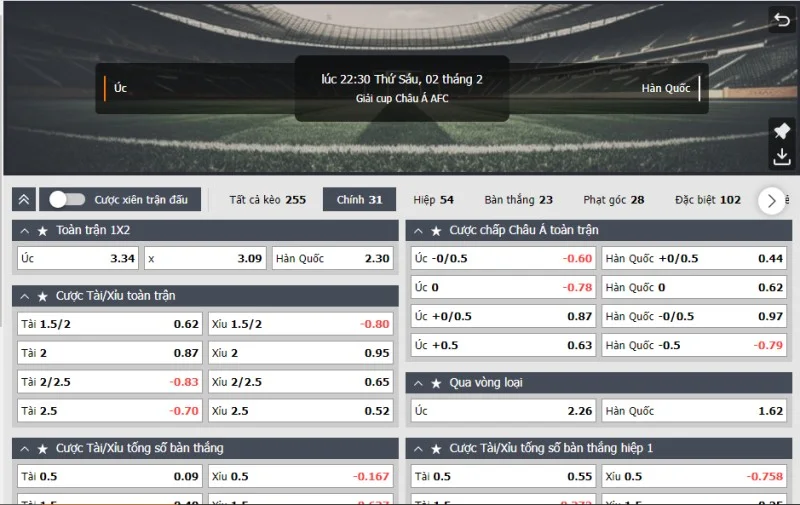 lúc 22:30 Thứ Sáu, 02 tháng 2
Úc
Hàn Quốc
Giải cup Châu Á AFC
Cược xiên trận đấu
Tất cả kèo 255
Chính 31
Hiệp 54
Bàn thắng 23
Phạt góc 28
Đặc biệt 102
Toàn trận 1X2
Úc 3.34 x 3.09 Hàn Quốc 2.30
Cược Tài/Xỉu toàn trận
Tài 1.5/2 0.62 Xỉu 1.5/2 -0.80
Tài 2 0.87 Xỉu 2 0.95
Tài 2/2.5 -0.83 Xỉu 2/2.5 0.65
Tài 2.5 -0.70 Xỉu 2.5 0.52
Cược Tài/Xỉu tổng số bàn thắng
Tài 0.5 0.09 Xỉu 0.5 -0.167
Cược chấp Châu Á toàn trận
Úc -0/0.5 -0.60 Hàn Quốc +0/0.5 0.44
Úc 0 -0.78 Hàn Quốc 0 0.62
Úc +0/0.5 0.87 Hàn Quốc -0/0.5 0.97
Úc +0.5 0.63 Hàn Quốc -0.5 -0.79
Qua vòng loại
Úc 2.26 Hàn Quốc 1.62
Cược Tài/Xỉu tổng số bàn thắng hiệp 1
Tài 0.5 0.55 Xỉu 0.5 -0.758